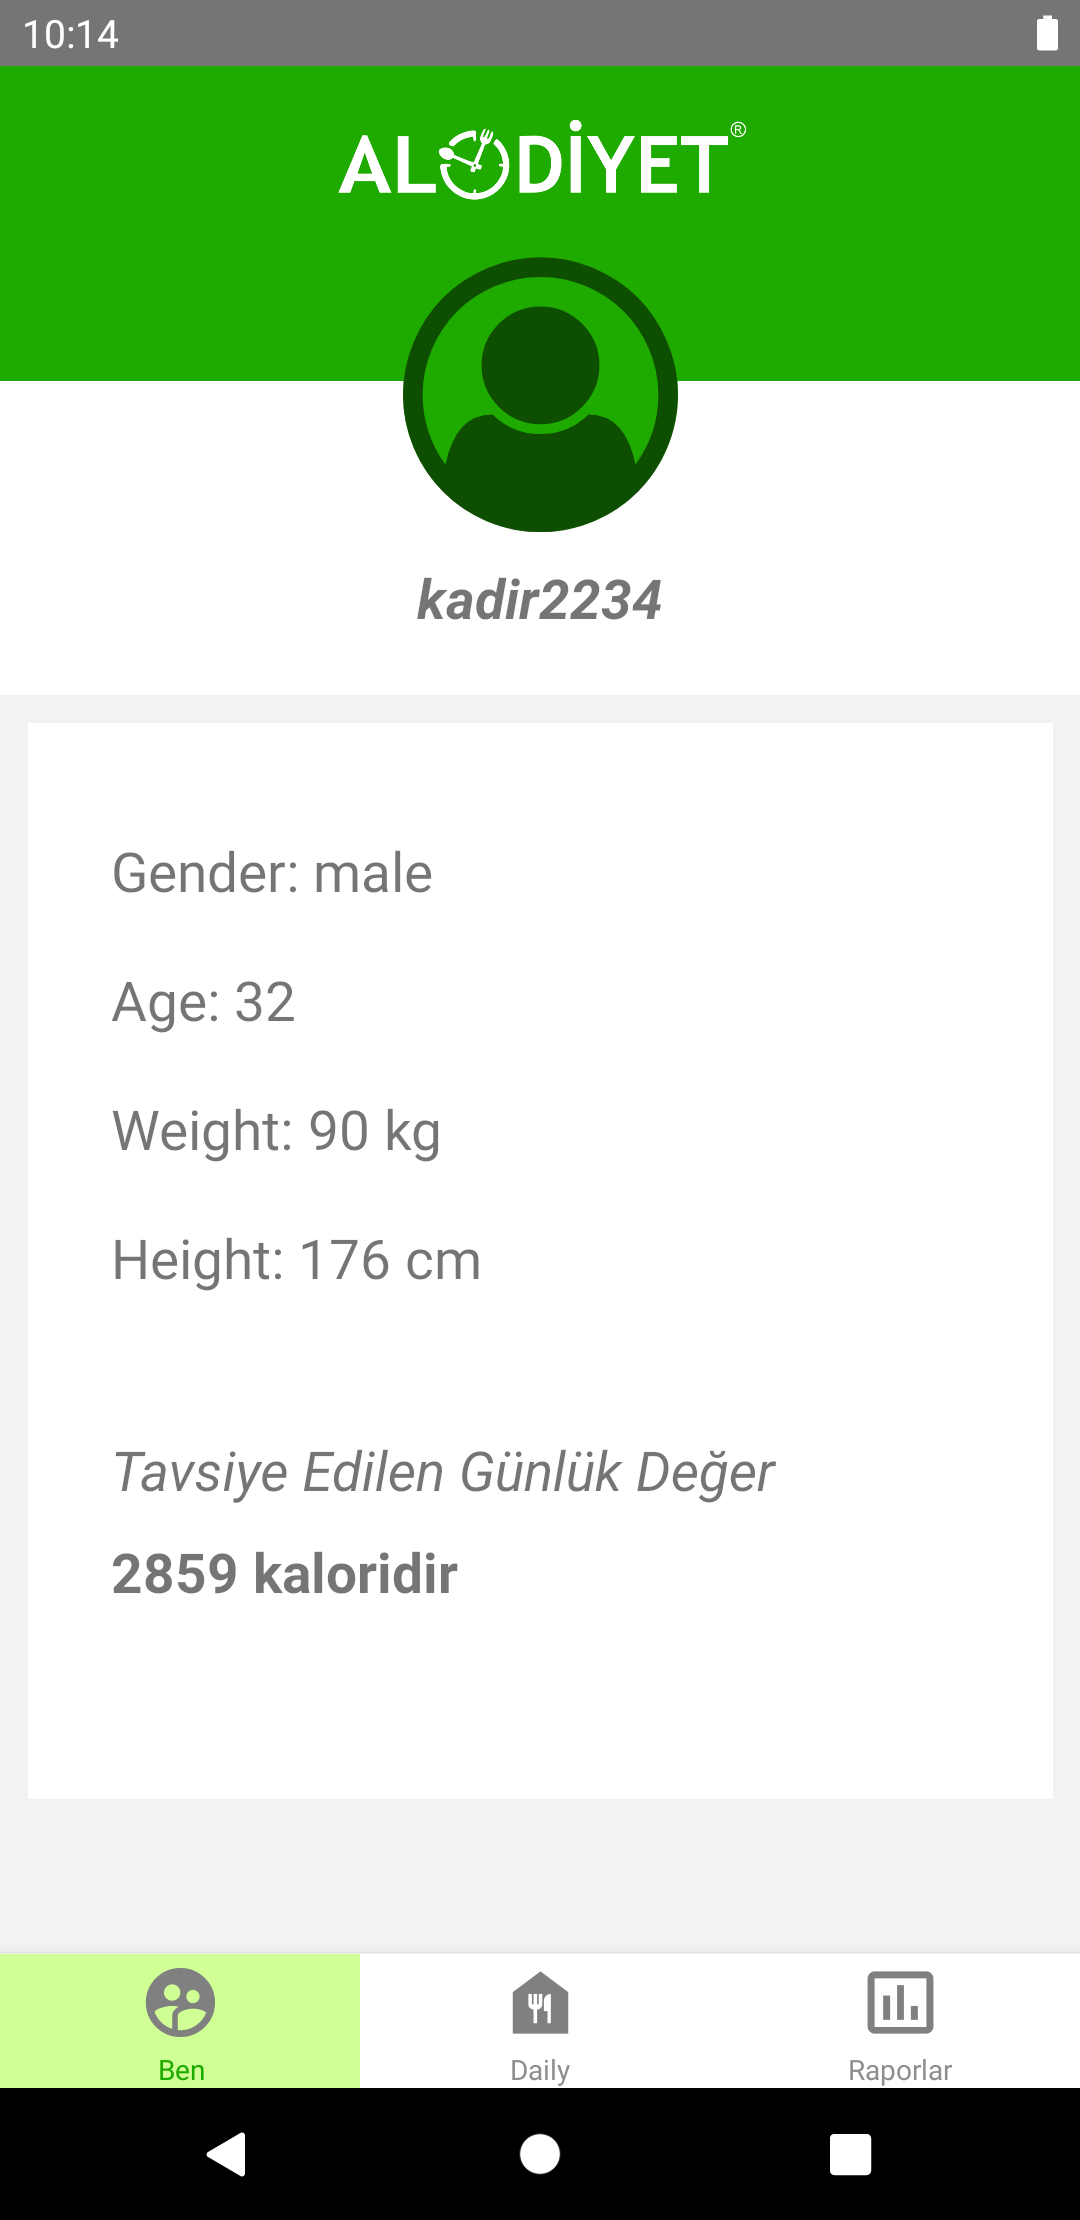 10:14
ALODİYET®
kadir2234
Gender: male
Age: 32
Weight: 90 kg
Height: 176 cm
Tavsiye Edilen Günlük Değer
2859 kaloridir
Ben
Daily
Raporlar